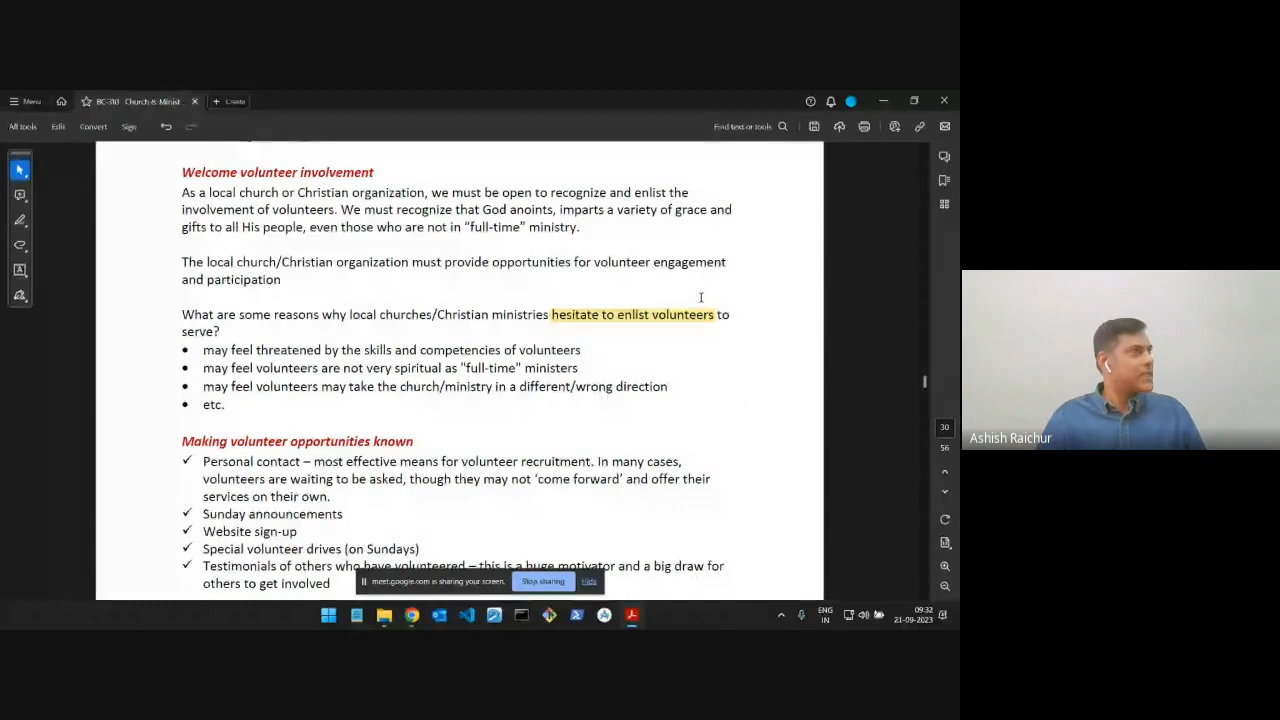 Menu
BC-310 Church & Minist...
Create
All tools
Edit
Convert
Sign
Find text or tools
Welcome volunteer involvement
As a local church or Christian organization, we must be open to recognize and enlist the
involvement of volunteers. We must recognize that God anoints, imparts a variety of grace and
gifts to all His people, even those who are not in "full-time" ministry.
The local church/Christian organization must provide opportunities for volunteer engagement
and participation
What are some reasons why local churches/Christian ministries hesitate to enlist volunteers to
serve?
• may feel threatened by the skills and competencies of volunteers
• may feel volunteers are not very spiritual as "full-time" ministers
• may feel volunteers may take the church/ministry in a different/wrong direction
• etc.
Making volunteer opportunities known
✓ Personal contact – most effective means for volunteer recruitment. In many cases,
volunteers are waiting to be asked, though they may not 'come forward' and offer their
services on their own.
✓ Sunday announcements
✓ Website sign-up
✓ Special volunteer drives (on Sundays)
✓ Testimonials of others who have volunteered – this is a huge motivator and a big draw for
others to get involved
meet.google.com is sharing your screen.
Stop sharing
Hide
30
56
ENG
IN
09:32
21-09-2023
Ashish Raichur